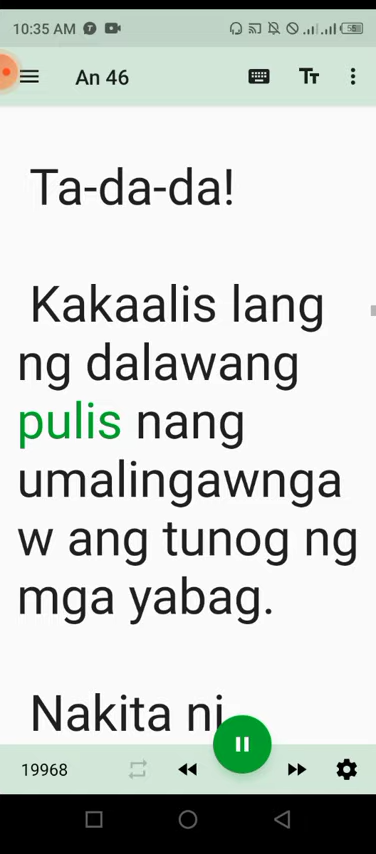 10:35 AM
An 46
Ta-da-da!
Kakaalis lang
ng dalawang
pulis nang
umalingawnga
w ang tunog ng
mga yabag.
Nakita ni
19968